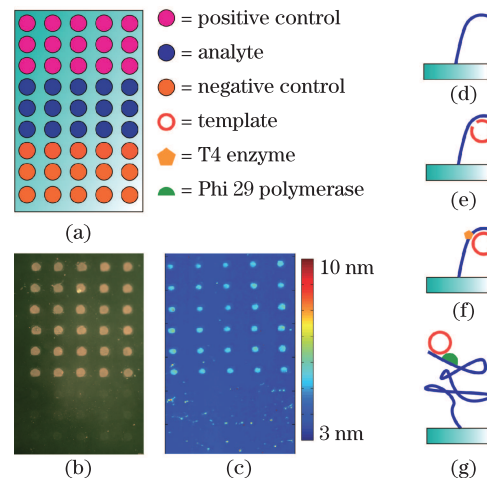 = positive control
= analyte
= negative control
= template
= T4 enzyme
= Phi 29 polymerase
(a)
10 nm
3 nm
(b)
(c)
(d)
(e)
(f)
(g)